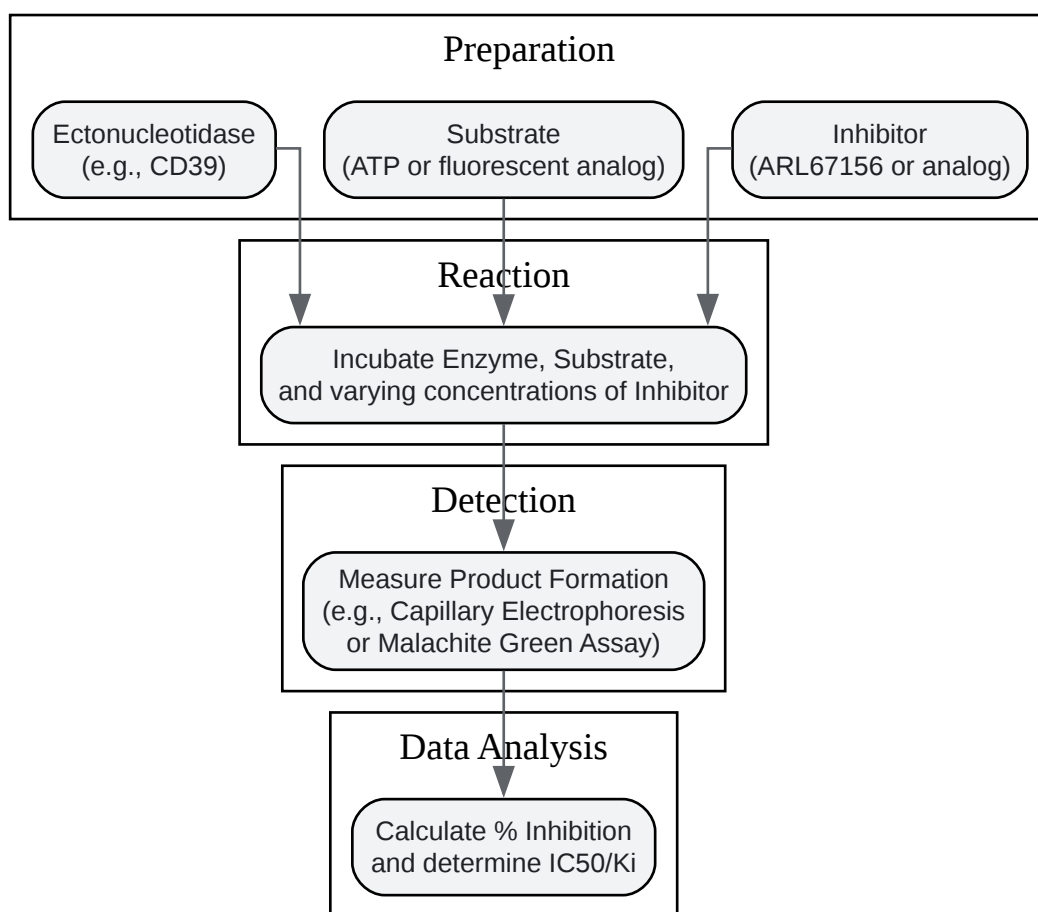 Preparation
Ectonucleotidase
(e.g., CD39)
Substrate
(ATP or fluorescent analog)
Inhibitor
(ARL67156 or analog)
Reaction
Incubate Enzyme, Substrate,
and varying concentrations of Inhibitor
Detection
Measure Product Formation
(e.g., Capillary Electrophoresis
or Malachite Green Assay)
Data Analysis
Calculate % Inhibition
and determine IC50/Ki